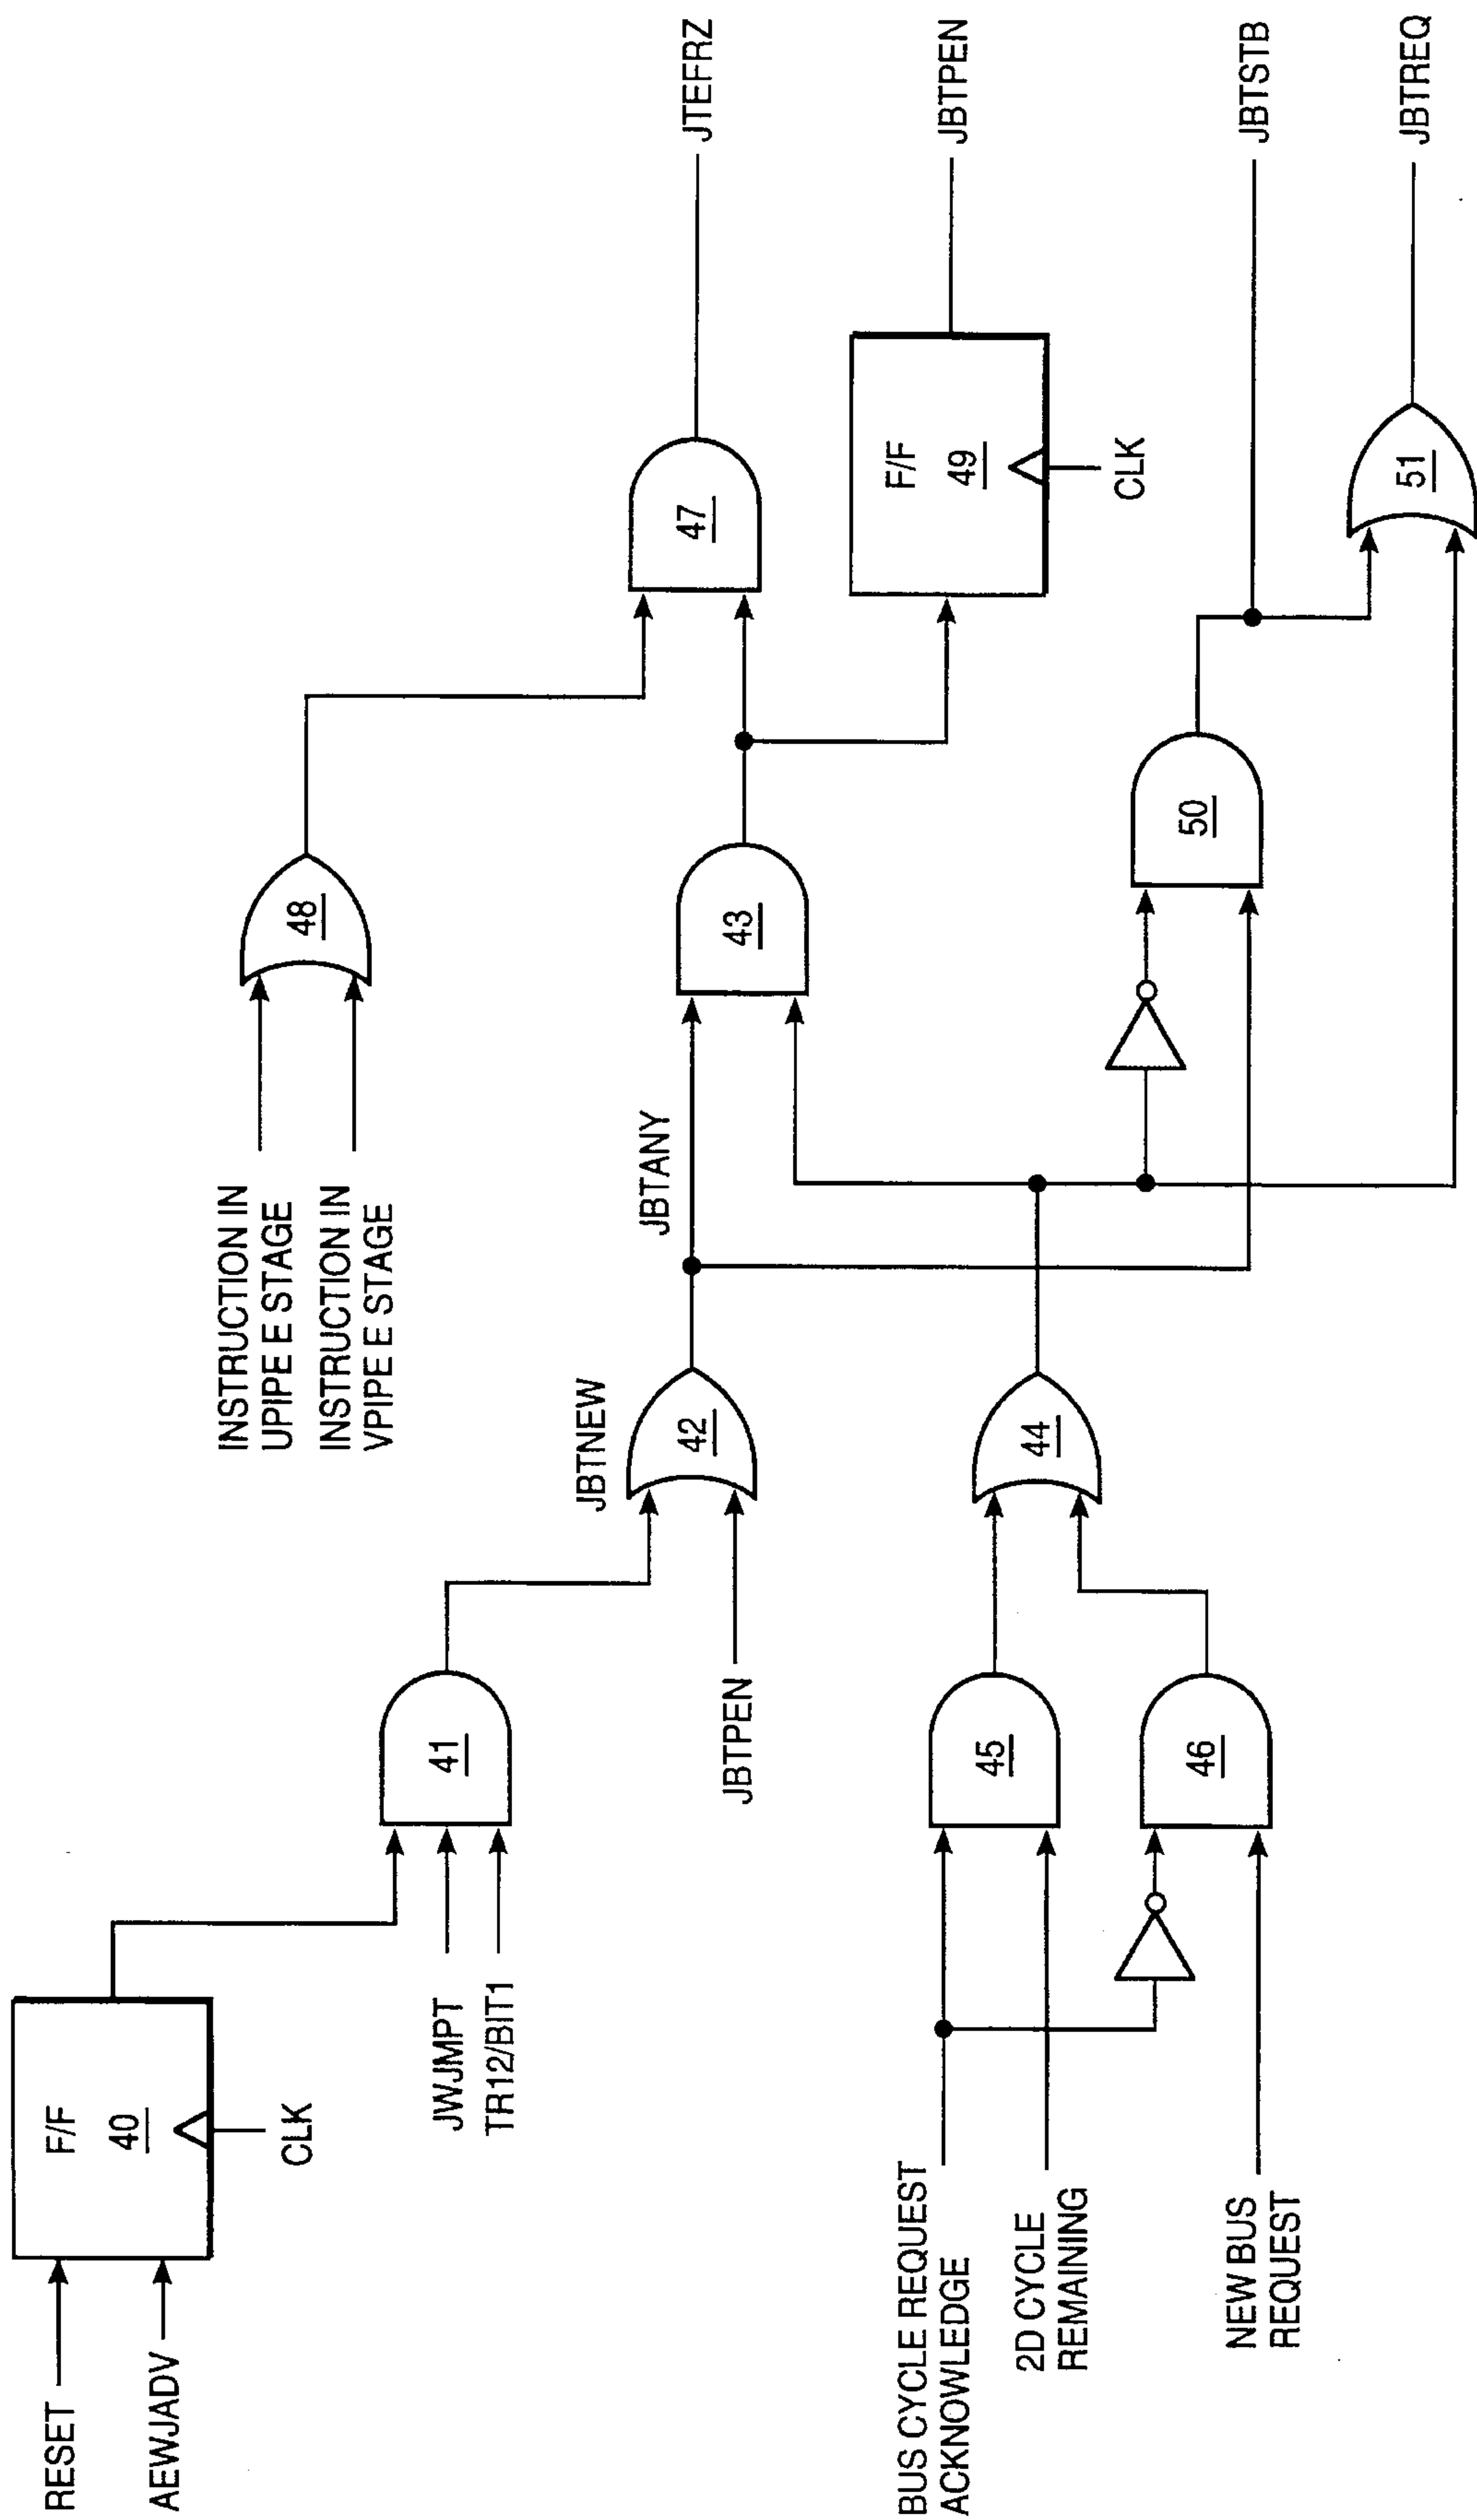 RESET
AEWJADV
F/F
40
CLK
JWJMPT
TR12/BIT1
41
JBTNEW
JBTPEN
42
JBTANY
INSTRUCTION IN
UPIPE E STAGE
INSTRUCTION IN
VPIPE E STAGE
48
43
47
JTEFRZ
F/F
49
CLK
JBTPEN
BUS CYCLE REQUEST
ACKNOWLEDGE
2D CYCLE
REMAINING
NEW BUS
REQUEST
45
46
44
50
JBTSTB
51
JBTREQ